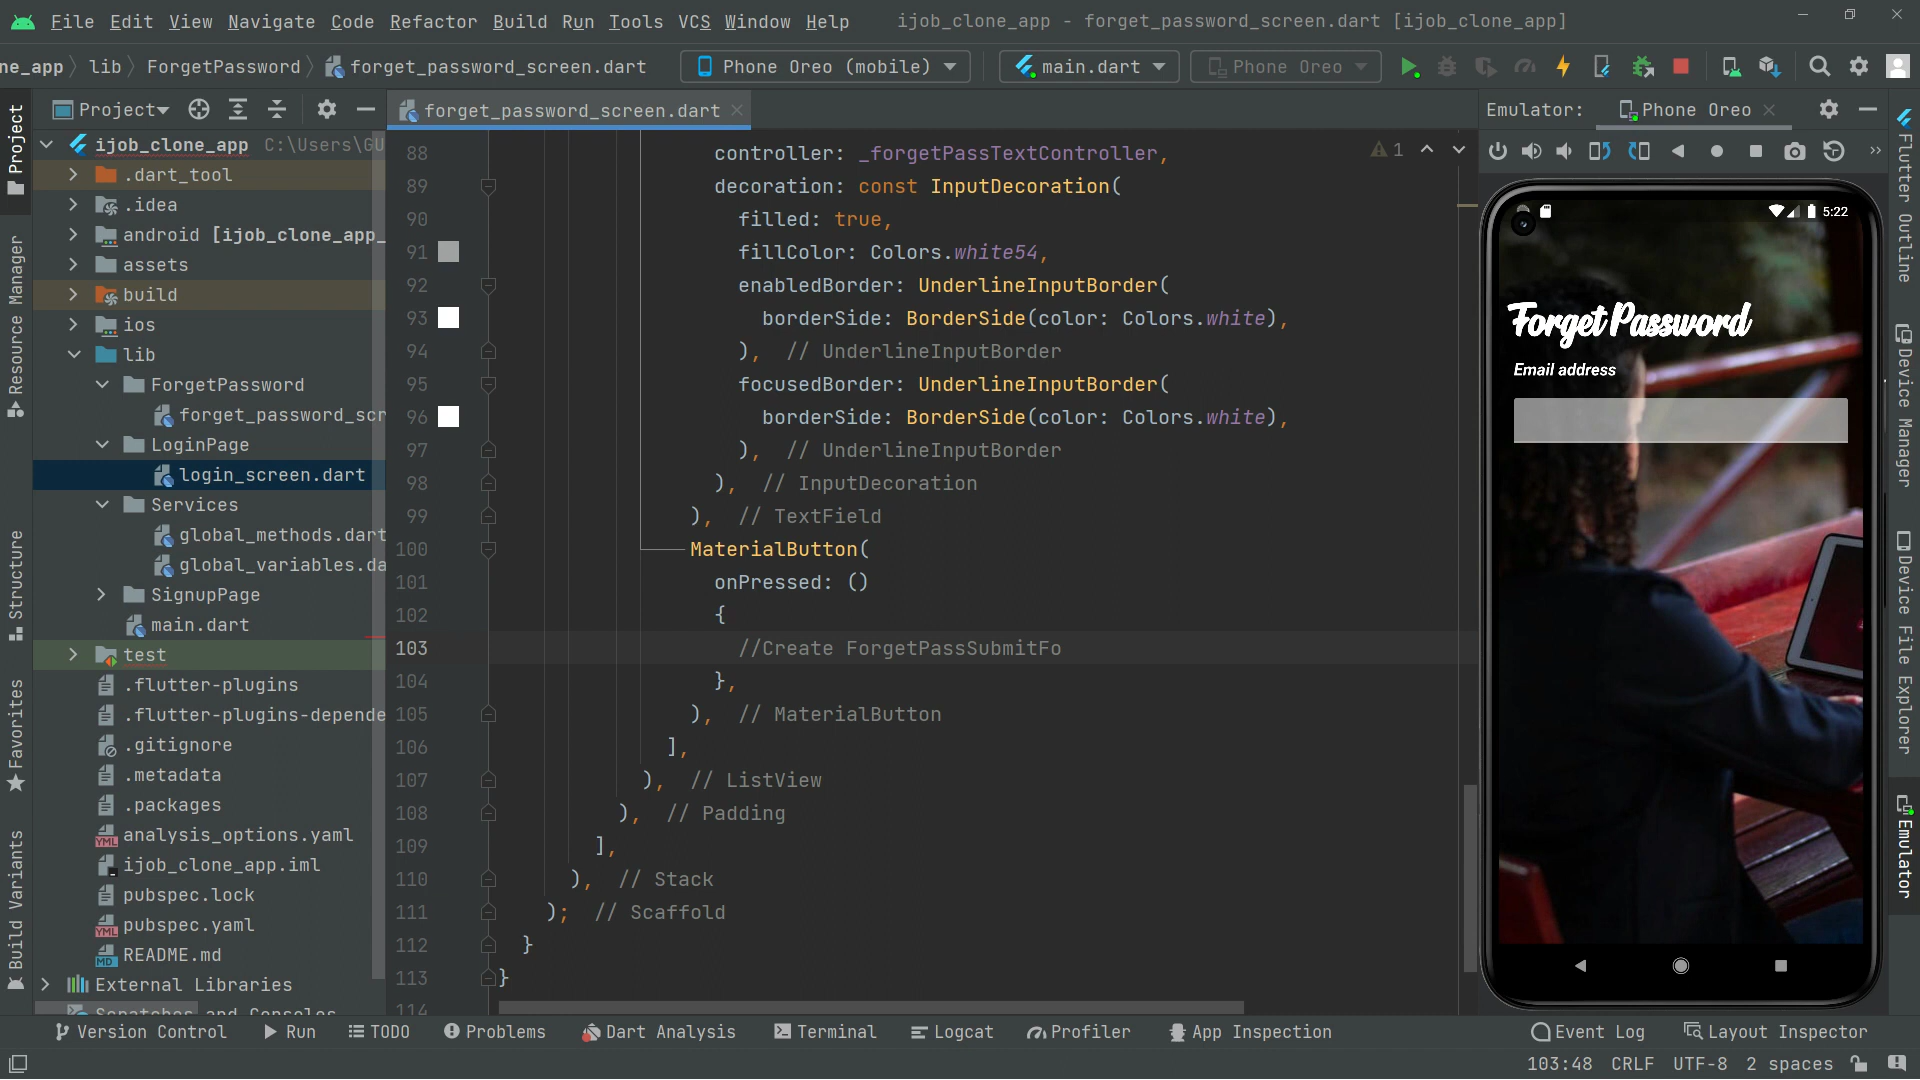 File Edit View Navigate Code Refactor Build Run Tools VCS Window Help ijob_clone_app - forget_password_screen.dart [ijob_clone_app]
ne_app lib ForgetPassword forget_password_screen.dart Phone Oreo (mobile) main.dart Phone Oreo
Project forget_password_screen.dart Emulator: Phone Oreo
ijob_clone_app C:\Users\GU
.dart_tool
.idea
android [ijob_clone_app_
assets
build
ios
lib
ForgetPassword
forget_password_scr
LoginPage
login_screen.dart
Services
global_methods.dart
global_variables.da
SignupPage
main.dart
test
.flutter-plugins
.flutter-plugins-depende
.gitignore
.metadata
.packages
analysis_options.yaml
ijob_clone_app.iml
pubspec.lock
pubspec.yaml
README.md
External Libraries
Scratches and Consoles
Project
Resource Manager
Structure
Favorites
Build Variants
88 controller: _forgetPassTextController,
89 decoration: const InputDecoration(
90 filled: true,
91 fillColor: Colors.white54,
92 enabledBorder: UnderlineInputBorder(
93 borderSide: BorderSide(color: Colors.white),
94 ), // UnderlineInputBorder
95 focusedBorder: UnderlineInputBorder(
96 borderSide: BorderSide(color: Colors.white),
97 ), // UnderlineInputBorder
98 ), // InputDecoration
99 ), // TextField
100 MaterialButton(
101 onPressed: ()
102 {
103 //Create ForgetPassSubmitFo
104 },
105 ), // MaterialButton
106 ],
107 ), // ListView
108 ), // Padding
109 ],
110 ), // Stack
111 ); // Scaffold
112 }
113 }
114
1
5:22
Forget Password
Email address
Flutter Outline
Device Manager
Device File Explorer
Emulator
Version Control Run TODO Problems Dart Analysis Terminal Logcat Profiler App Inspection Event Log Layout Inspector
103:48 CRLF UTF-8 2 spaces